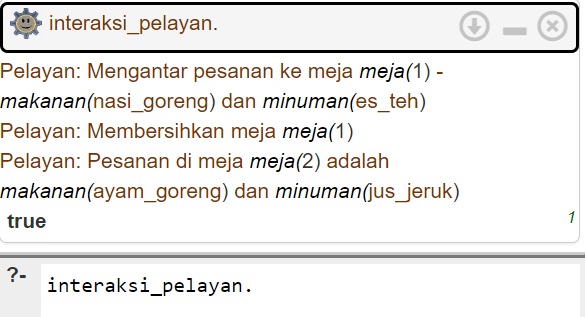 interaksi_pelayan.
Pelayan: Mengantar pesanan ke meja meja(1) -
makanan(nasi_goreng) dan minuman(es_teh)
Pelayan: Membersihkan meja meja(1)
Pelayan: Pesanan di meja meja(2) adalah
makanan(ayam_goreng) dan minuman(jus_jeruk)
true 1
?- interaksi_pelayan.